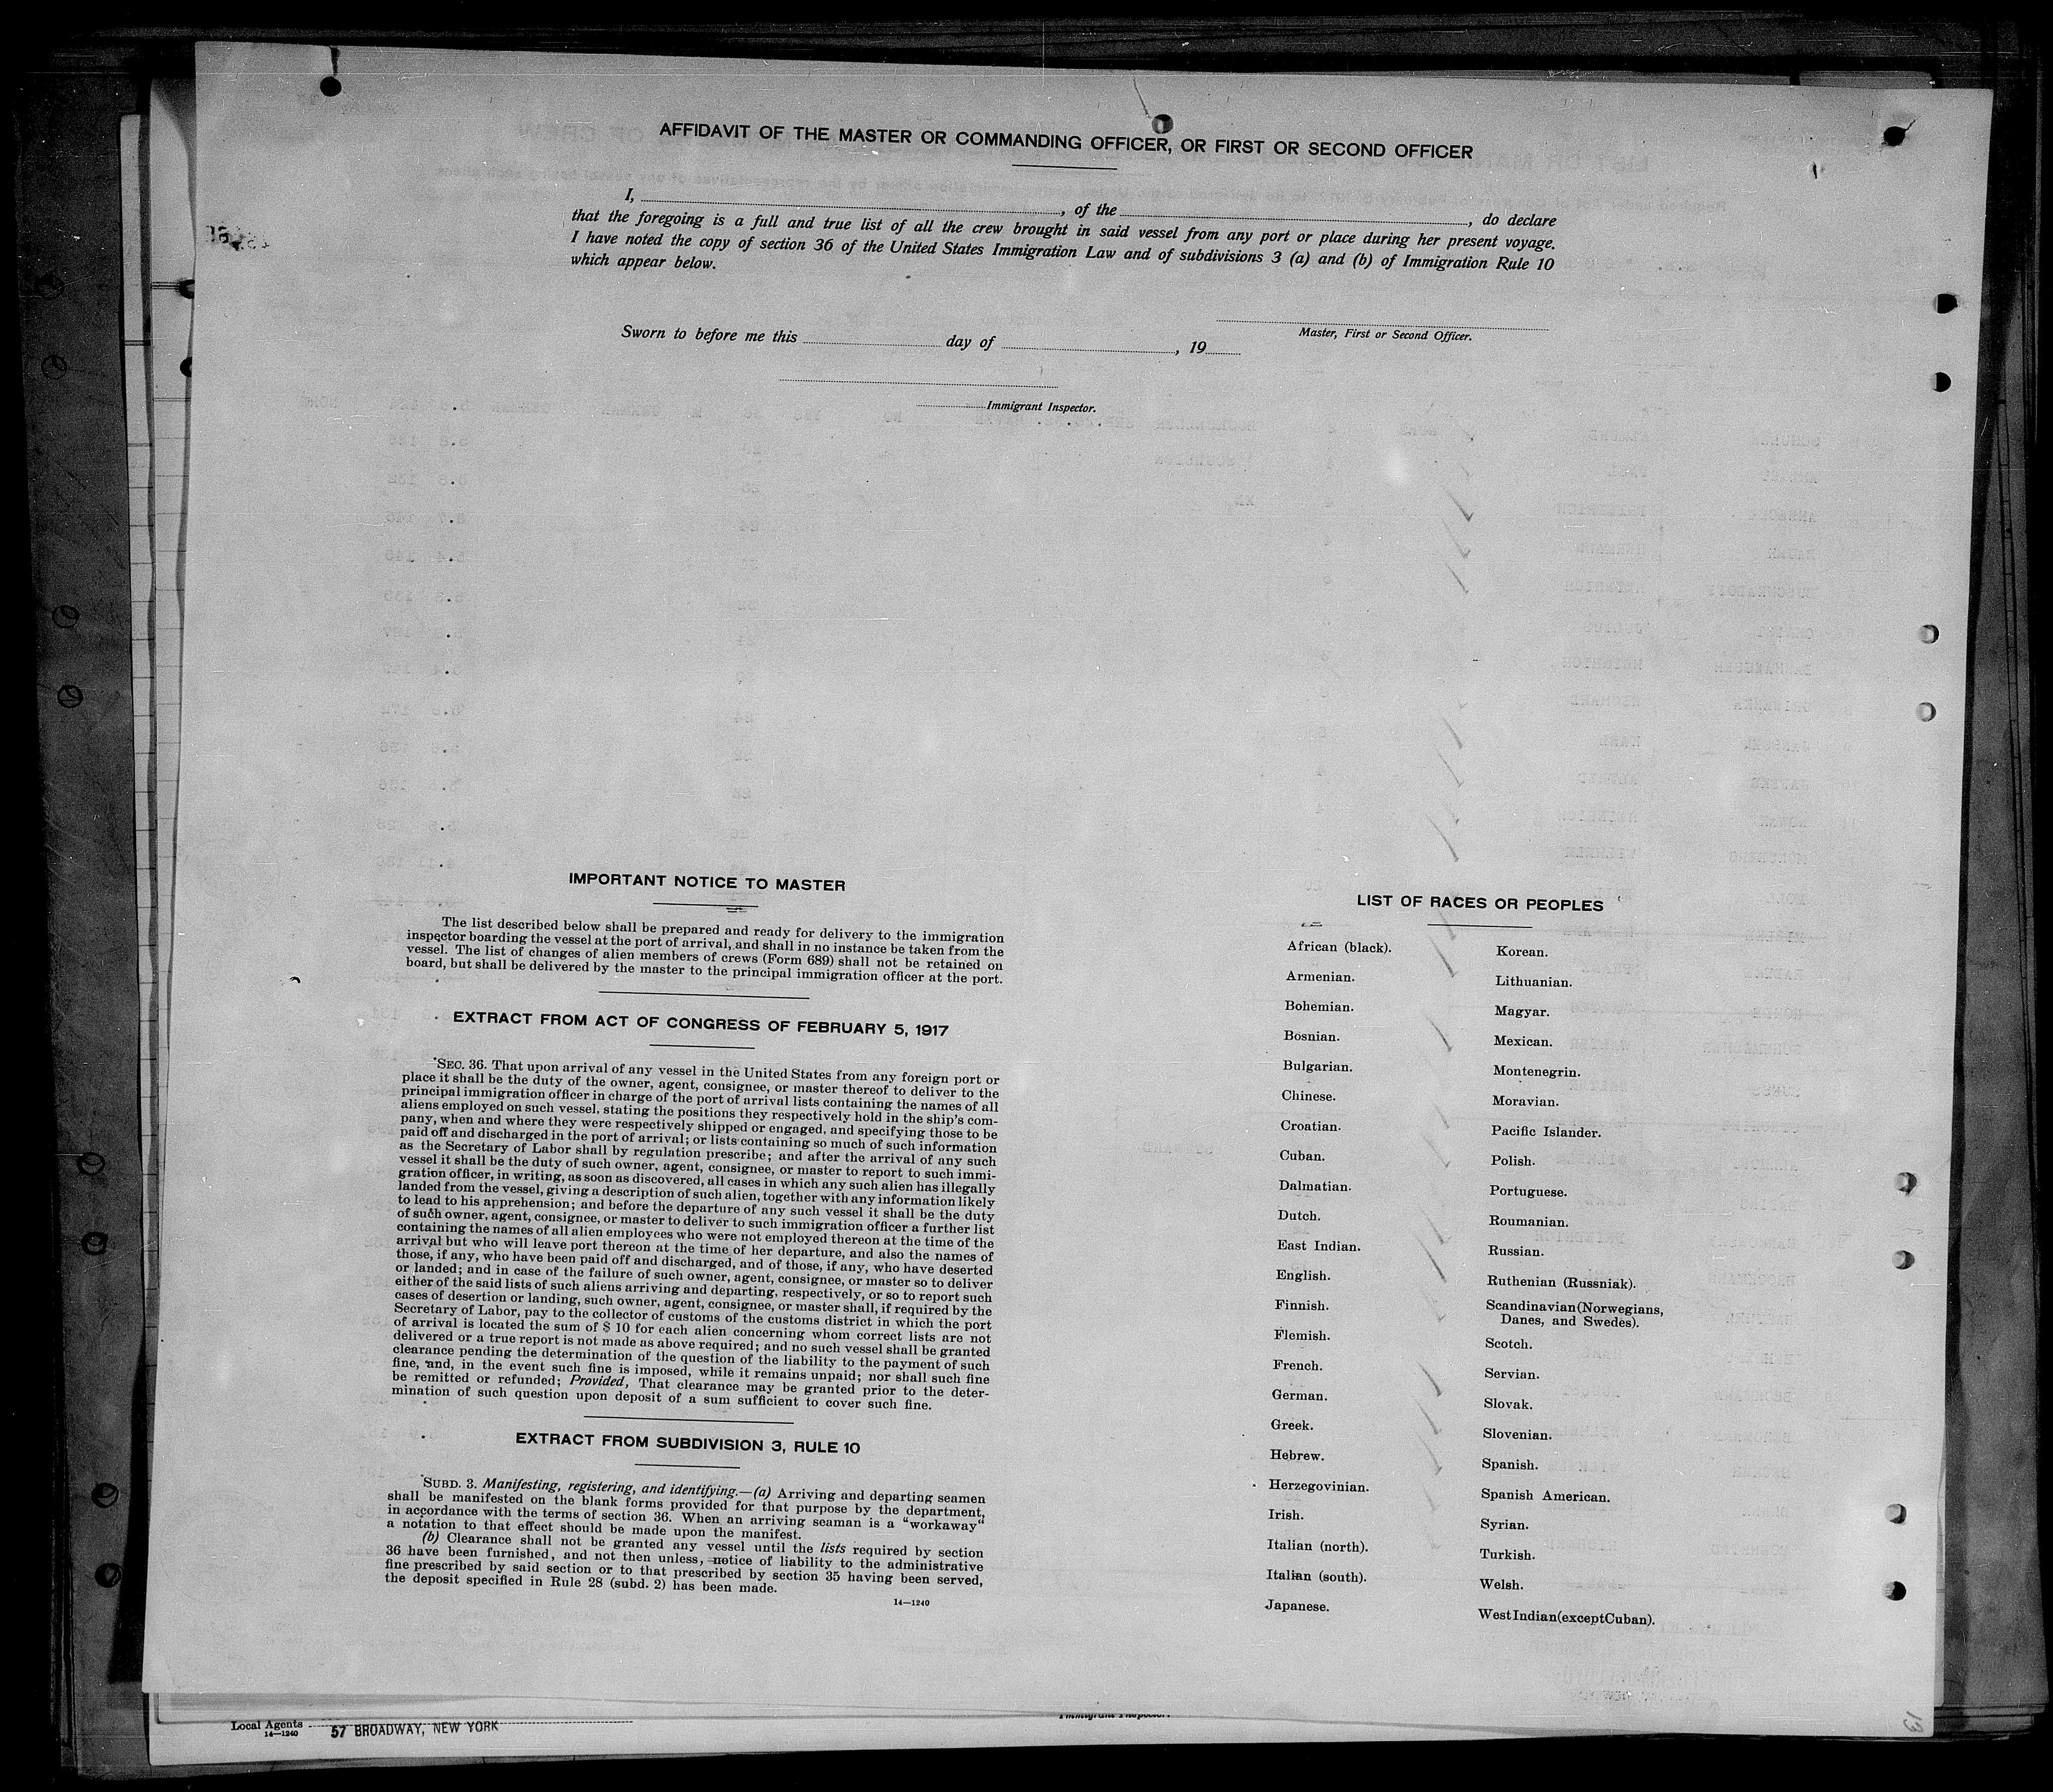 AFFIDAVIT OF THE MASTER OR COMMANDING OFFICER, OR FIRST OR SECOND OFFICER
I, , of the , do declare
that the foregoing is a full and true list of all the crew brought in said vessel from any port or place during her present voyage.
I have noted the copy of section 36 of the United States Immigration Law and of subdivisions 3 (a) and (b) of Immigration Rule 10
which appear below.
Master, First or Second Officer.
Sworn to before me this day of , 19
Immigrant Inspector.
IMPORTANT NOTICE TO MASTER
The list described below shall be prepared and ready for delivery to the immigration
inspector boarding the vessel at the port of arrival, and shall in no instance be taken from the
vessel. The list of changes of alien members of crews (Form 689) shall not be retained on
board, but shall be delivered by the master to the principal immigration officer at the port.
EXTRACT FROM ACT OF CONGRESS OF FEBRUARY 5, 1917
SEC. 36. That upon arrival of any vessel in the United States from any foreign port or
place it shall be the duty of the owner, agent, consignee, or master thereof to deliver to the
principal immigration officer in charge of the port of arrival lists containing the names of all
aliens employed on such vessel, stating the positions they respectively hold in the ship's com-
pany, when and where they were respectively shipped or engaged, and specifying those to be
paid off and discharged in the port of arrival; or lists containing so much of such information
as the Secretary of Labor shall by regulation prescribe; and after the arrival of any such
vessel it shall be the duty of such owner, agent, consignee, or master to report to such immi-
gration officer, in writing, as soon as discovered, all cases in which any such alien has illegally
landed from the vessel, giving a description of such alien, together with any information likely
to lead to his apprehension; and before the departure of any such vessel it shall be the duty
of such owner, agent, consignee, or master to deliver to such immigration officer a further list
containing the names of all alien employees who were not employed thereon at the time of the
arrival but who will leave port thereon at the time of her departure, and also the names of
those, if any, who have been paid off and discharged, and of those, if any, who have deserted
or landed; and in case of the failure of such owner, agent, consignee, or master so to deliver
either of the said lists of such aliens arriving and departing, respectively, or so to report such
cases of desertion or landing, such owner, agent, consignee, or master shall, if required by the
Secretary of Labor, pay to the collector of customs of the customs district in which the port
of arrival is located the sum of $ 10 for each alien concerning whom correct lists are not
delivered or a true report is not made as above required; and no such vessel shall be granted
clearance pending the determination of the question of the liability to the payment of such
fine, and, in the event such fine is imposed, while it remains unpaid; nor shall such fine
be remitted or refunded; Provided, That clearance may be granted prior to the deter-
mination of such question upon deposit of a sum sufficient to cover such fine.
EXTRACT FROM SUBDIVISION 3, RULE 10
SUBD. 3. Manifesting, registering, and identifying.—(a) Arriving and departing seamen
shall be manifested on the blank forms provided for that purpose by the department,
in accordance with the terms of section 36. When an arriving seaman is a “workaway“
a notation to that effect should be made upon the manifest.
(b) Clearance shall not be granted any vessel until the lists required by section
36 have been furnished, and not then unless, notice of liability to the administrative
fine prescribed by said section or to that prescribed by section 35 having been served,
the deposit specified in Rule 28 (subd. 2) has been made.
14—1240
LIST OF RACES OR PEOPLES
African (black).
Armenian.
Bohemian.
Bosnian.
Bulgarian.
Chinese.
Croatian.
Cuban.
Dalmatian.
Dutch.
East Indian.
English.
Finnish.
Flemish.
French.
German.
Greek.
Hebrew.
Herzegovinian.
Irish.
Italian (north).
Italian (south).
Japanese.
Korean.
Lithuanian.
Magyar.
Mexican.
Montenegrin.
Moravian.
Pacific Islander.
Polish.
Portuguese.
Roumanian.
Russian.
Ruthenian (Russniak).
Scandinavian (Norwegians,
Danes, and Swedes).
Scotch.
Servian.
Slovak.
Slovenian.
Spanish.
Spanish American.
Syrian.
Turkish.
Welsh.
West Indian (except Cuban).
Local Agents 57 BROADWAY, NEW YORK
14—1240
Immigrant Inspector.
13